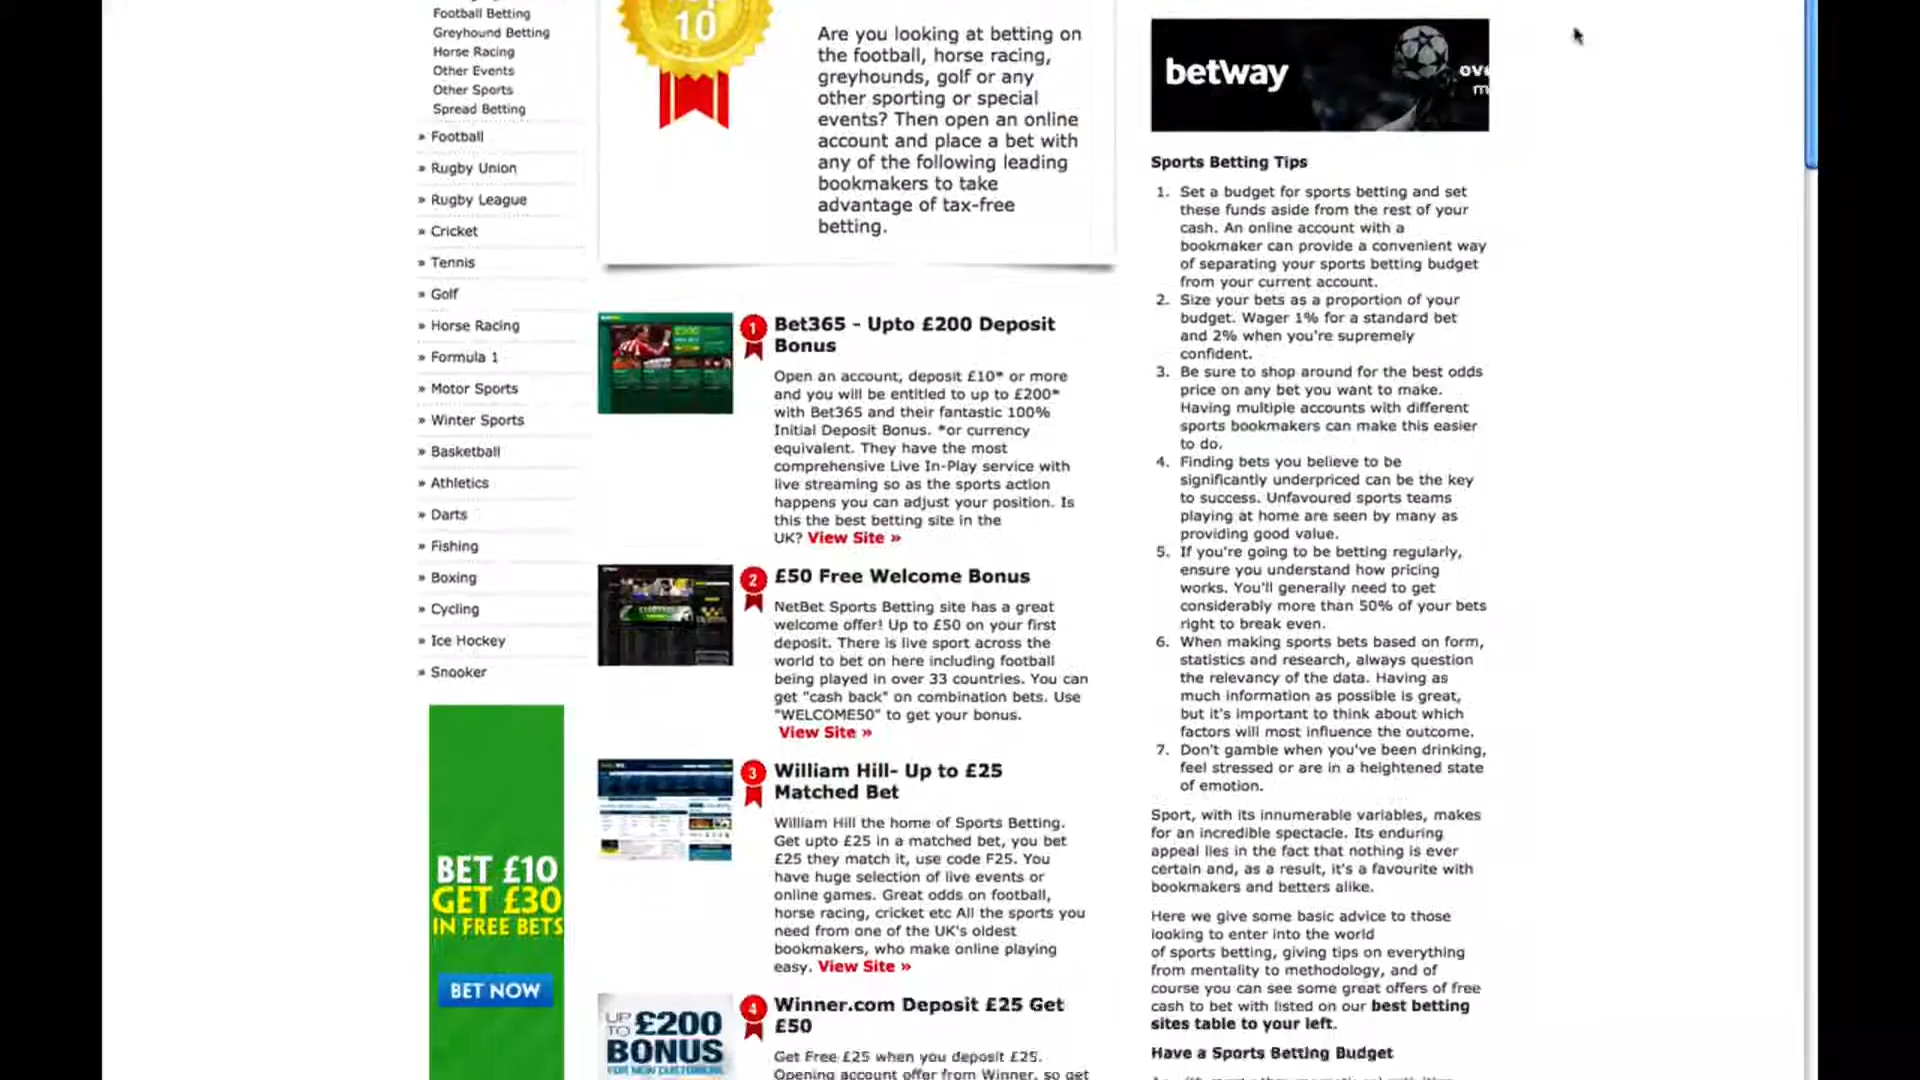 Football Betting
Greyhound Betting
Horse Racing
Other Events
Other Sports
Spread Betting
» Football
» Rugby Union
» Rugby League
» Cricket
» Tennis
» Golf
» Horse Racing
» Formula 1
» Motor Sports
» Winter Sports
» Basketball
» Athletics
» Darts
» Fishing
» Boxing
» Cycling
» Ice Hockey
» Snooker
BET £10
GET £30
IN FREE BETS
BET NOW
10
Are you looking at betting on
the football, horse racing,
greyhounds, golf or any
other sporting or special
events? Then open an online
account and place a bet with
any of the following leading
bookmakers to take
advantage of tax-free
betting.
1
Bet365 - Upto £200 Deposit
Bonus
Open an account, deposit £10* or more
and you will be entitled to up to £200*
with Bet365 and their fantastic 100%
Initial Deposit Bonus. *or currency
equivalent. They have the most
comprehensive Live In-Play service with
live streaming so as the sports action
happens you can adjust your position. Is
this the best betting site in the
UK? View Site »
2
£50 Free Welcome Bonus
NetBet Sports Betting site has a great
welcome offer! Up to £50 on your first
deposit. There is live sport across the
world to bet on here including football
being played in over 33 countries. You can
get "cash back" on combination bets. Use
"WELCOME50" to get your bonus.
View Site »
3
William Hill- Up to £25
Matched Bet
William Hill the home of Sports Betting.
Get upto £25 in a matched bet, you bet
£25 they match it, use code F25. You
have huge selection of live events or
online games. Great odds on football,
horse racing, cricket etc All the sports you
need from one of the UK's oldest
bookmakers, who make online playing
easy. View Site »
UP
TO £200
BONUS
FOR NEW CUSTOMERS
4
Winner.com Deposit £25 Get
£50
Get Free £25 when you deposit £25.
Opening account offer from Winner, so get
betway
ov
m
Sports Betting Tips
1. Set a budget for sports betting and set
these funds aside from the rest of your
cash. An online account with a
bookmaker can provide a convenient way
of separating your sports betting budget
from your current account.
2. Size your bets as a proportion of your
budget. Wager 1% for a standard bet
and 2% when you're supremely
confident.
3. Be sure to shop around for the best odds
price on any bet you want to make.
Having multiple accounts with different
sports bookmakers can make this easier
to do.
4. Finding bets you believe to be
significantly underpriced can be the key
to success. Unfavoured sports teams
playing at home are seen by many as
providing good value.
5. If you're going to be betting regularly,
ensure you understand how pricing
works. You'll generally need to get
considerably more than 50% of your bets
right to break even.
6. When making sports bets based on form,
statistics and research, always question
the relevancy of the data. Having as
much information as possible is great,
but it's important to think about which
factors will most influence the outcome.
7. Don't gamble when you've been drinking,
feel stressed or are in a heightened state
of emotion.
Sport, with its innumerable variables, makes
for an incredible spectacle. Its enduring
appeal lies in the fact that nothing is ever
certain and, as a result, it's a favourite with
bookmakers and betters alike.
Here we give some basic advice to those
looking to enter into the world
of sports betting, giving tips on everything
from mentality to methodology, and of
course you can see some great offers of free
cash to bet with listed on our best betting
sites table to your left.
Have a Sports Betting Budget